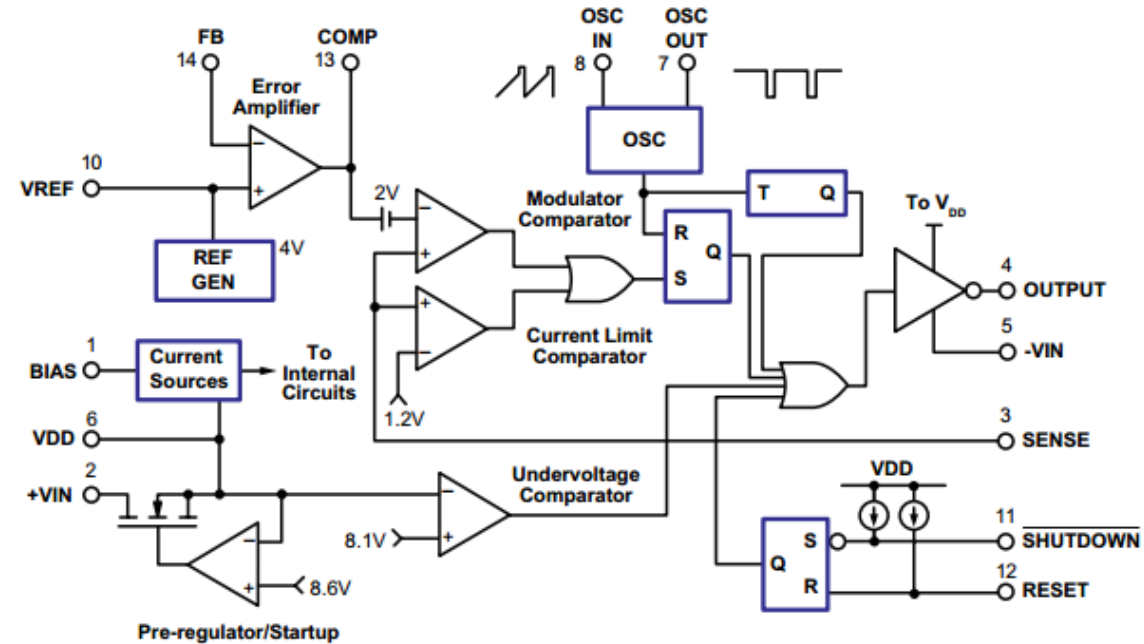 FB
14
COMP
13
OSC
IN
8
OSC
OUT
7
Error
Amplifier
−
+
OSC
10
VREF
REF
GEN
4V
2V
−
+
Modulator
Comparator
T Q
R
S
Q
To VDD
4
OUTPUT
5
-VIN
+
−
1.2V
Current Limit
Comparator
1
BIAS
Current
Sources
To
Internal
Circuits
6
VDD
2
+VIN
3
SENSE
Undervoltage
Comparator
−
+
8.1V
−
+
8.6V
VDD
S
Q
R
11
SHUTDOWN
12
RESET
Pre-regulator/Startup